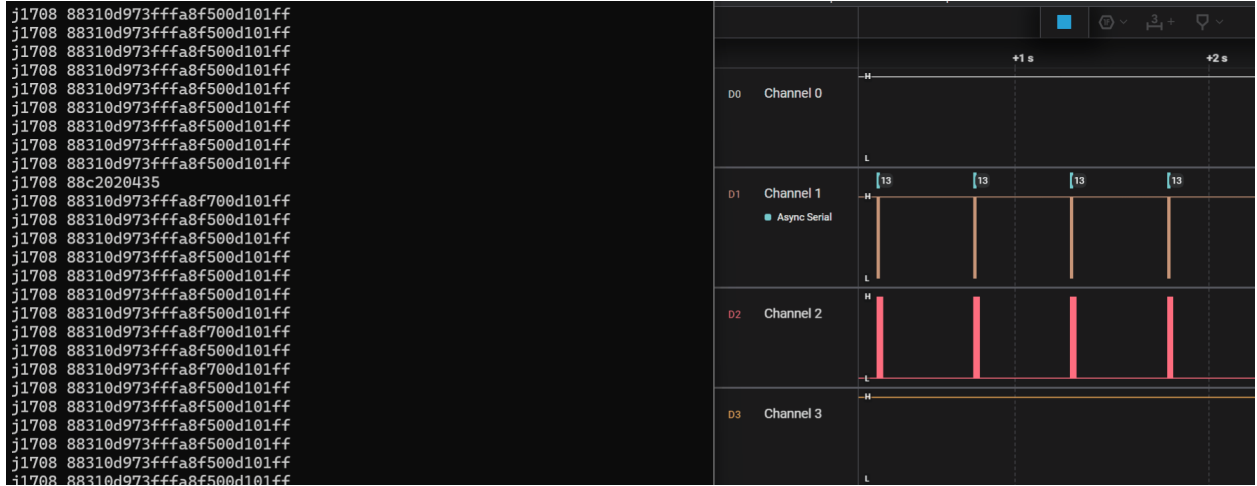 j1708 88310d973fffa8f500d101ff
j1708 88310d973fffa8f500d101ff
j1708 88310d973fffa8f500d101ff
j1708 88310d973fffa8f500d101ff
j1708 88310d973fffa8f500d101ff
j1708 88310d973fffa8f500d101ff
j1708 88310d973fffa8f500d101ff
j1708 88310d973fffa8f500d101ff
j1708 88310d973fffa8f500d101ff
j1708 88c2020435
j1708 88310d973fffa8f700d101ff
j1708 88310d973fffa8f500d101ff
j1708 88310d973fffa8f500d101ff
j1708 88310d973fffa8f500d101ff
j1708 88310d973fffa8f500d101ff
j1708 88310d973fffa8f500d101ff
j1708 88310d973fffa8f500d101ff
j1708 88310d973fffa8f700d101ff
j1708 88310d973fffa8f500d101ff
j1708 88310d973fffa8f700d101ff
j1708 88310d973fffa8f500d101ff
j1708 88310d973fffa8f500d101ff
j1708 88310d973fffa8f500d101ff
j1708 88310d973fffa8f500d101ff
j1708 88310d973fffa8f500d101ff
j1708 88310d973fffa8f500d101ff
3 +
+1 s +2 s
H
D0 Channel 0
L
13 13 13 13
H
D1 Channel 1
Async Serial
L
H
D2 Channel 2
L
H
D3 Channel 3
L